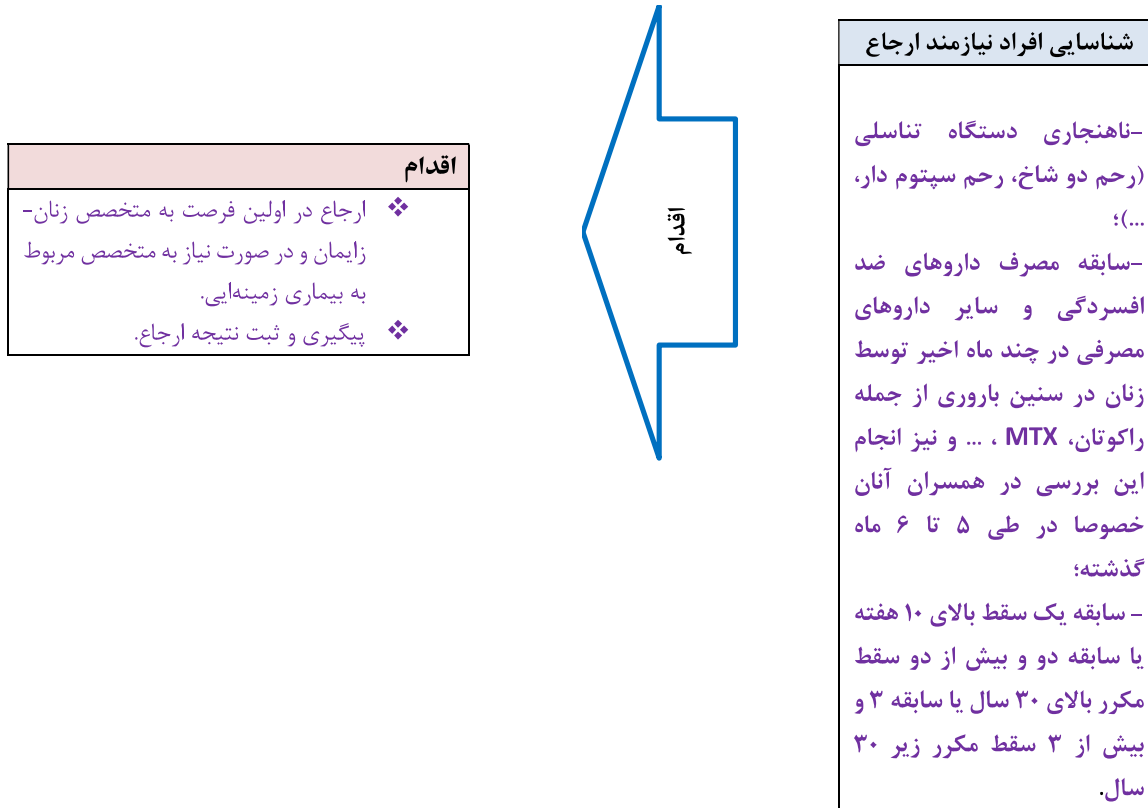 شناسایی افراد نیازمند ارجاع
-ناهنجاری دستگاه تناسلی
(رحم دو شاخ، رحم سپتوم دار،
...)؛
-سابقه مصرف داروهای ضد
افسردگی و سایر داروهای
مصرفی در چند ماه اخیر توسط
زنان در سنین باروری از جمله
راکوتان، MTX ، ... و نیز انجام
این بررسی در همسران آنان
خصوصا در طی ۵ تا ۶ ماه
گذشته؛
- سابقه یک سقط بالای ۱۰ هفته
یا سابقه دو و بیش از دو سقط
مکرر بالای ۳۰ سال یا سابقه ۳ و
بیش از ۳ سقط مکرر زیر ۳۰
سال.
اقدام
اقدام
❖ ارجاع در اولین فرصت به متخصص زنان-
زایمان و در صورت نیاز به متخصص مربوط
به بیماری زمینه‌ایی.
❖ پیگیری و ثبت نتیجه ارجاع.